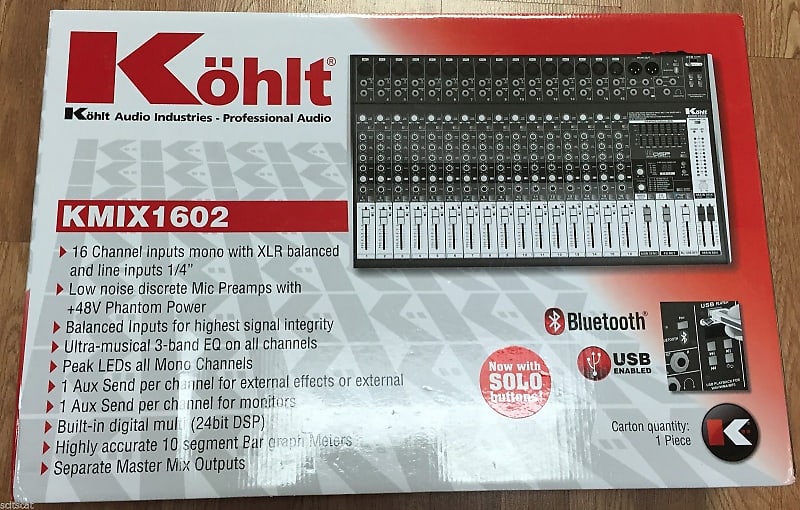 Köhlt®
Köhlt Audio Industries - Professional Audio
KMIX1602
16 Channel inputs mono with XLR balanced
and line inputs 1/4"
Low noise discrete Mic Preamps with
+48V Phantom Power
Balanced Inputs for highest signal integrity
Ultra-musical 3-band EQ on all channels
Peak LEDs all Mono Channels
1 Aux Send per channel for external effects or external
1 Aux Send per channel for monitors
Built-in digital multi (24bit DSP)
Highly accurate 10 segment Bar graph Meters
Separate Master Mix Outputs
Köhlt
DSP
Bluetooth®
USB
ENABLED
Now with
SOLO
buttons!
Carton quantity:
1 Piece
K
scitscat